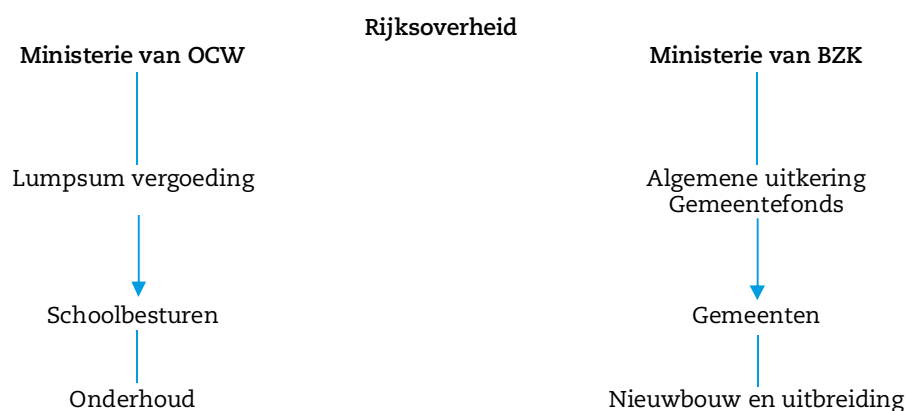 Rijksoverheid
Ministerie van OCW
Ministerie van BZK
Lumpsum vergoeding
Algemene uitkering
Gemeentefonds
Schoolbesturen
Gemeenten
Onderhoud
Nieuwbouw en uitbreiding